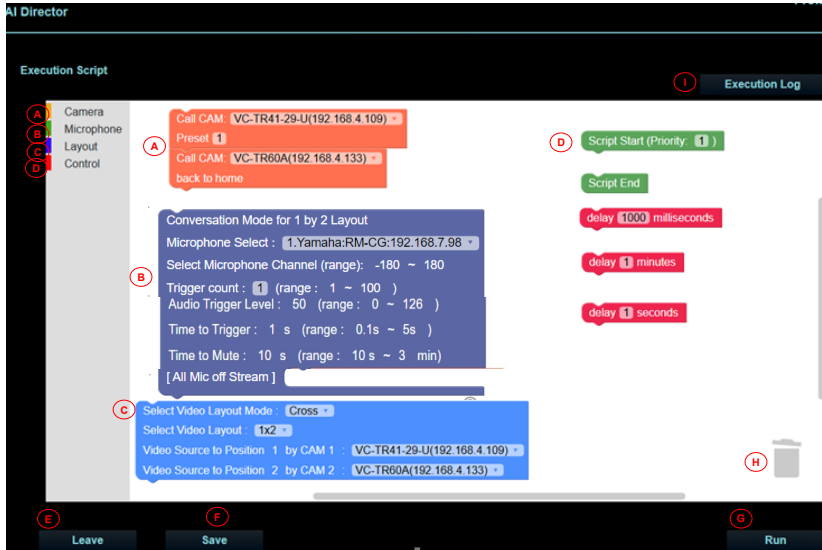 AI Director
Execution Script
I
Execution Log
A Camera
B Microphone
C Layout
D Control
A
Call CAM: VC-TR41-29-U(192.168.4.109)
Preset 1
Call CAM: VC-TR60A(192.168.4.133)
back to home
B
Conversation Mode for 1 by 2 Layout
Microphone Select : 1.Yamaha:RM-CG:192.168.7.98
Select Microphone Channel (range): -180 ~ 180
Trigger count : 1 (range : 1 ~ 100 )
Audio Trigger Level : 50 (range : 0 ~ 126 )
Time to Trigger : 1 s (range : 0.1s ~ 5s )
Time to Mute : 10 s (range : 10 s ~ 3 min)
[ All Mic off Stream ]
C
Select Video Layout Mode : Cross
Select Video Layout : 1x2
Video Source to Position 1 by CAM 1 : VC-TR41-29-U(192.168.4.109)
Video Source to Position 2 by CAM 2 : VC-TR60A(192.168.4.133)
D
Script Start (Priority: 1 )
Script End
delay 1000 milliseconds
delay 1 minutes
delay 1 seconds
H
E
Leave
F
Save
G
Run